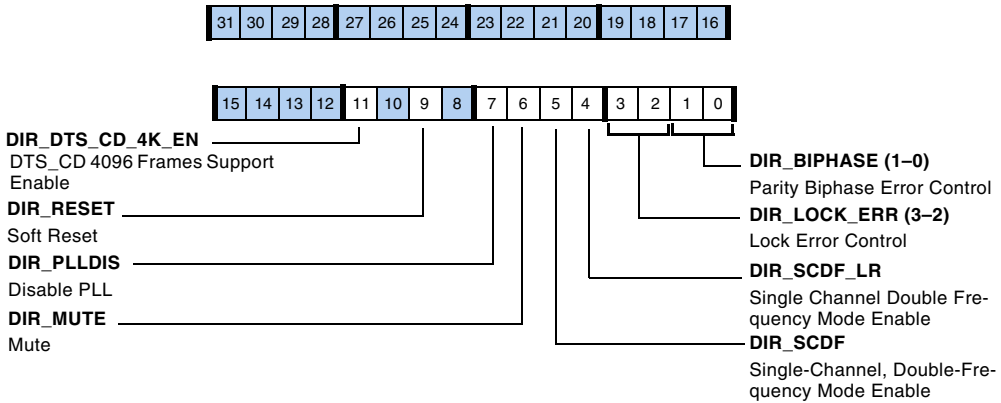 31 30 29 28 27 26 25 24 23 22 21 20 19 18 17 16
15 14 13 12 11 10 9 8 7 6 5 4 3 2 1 0
DIR_DTS_CD_4K_EN
DTS_CD 4096 Frames Support
Enable
DIR_RESET
Soft Reset
DIR_PLLDIS
Disable PLL
DIR_MUTE
Mute
DIR_BIPHASE (1–0)
Parity Biphase Error Control
DIR_LOCK_ERR (3–2)
Lock Error Control
DIR_SCDF_LR
Single Channel Double Fre-
quency Mode Enable
DIR_SCDF
Single-Channel, Double-Fre-
quency Mode Enable